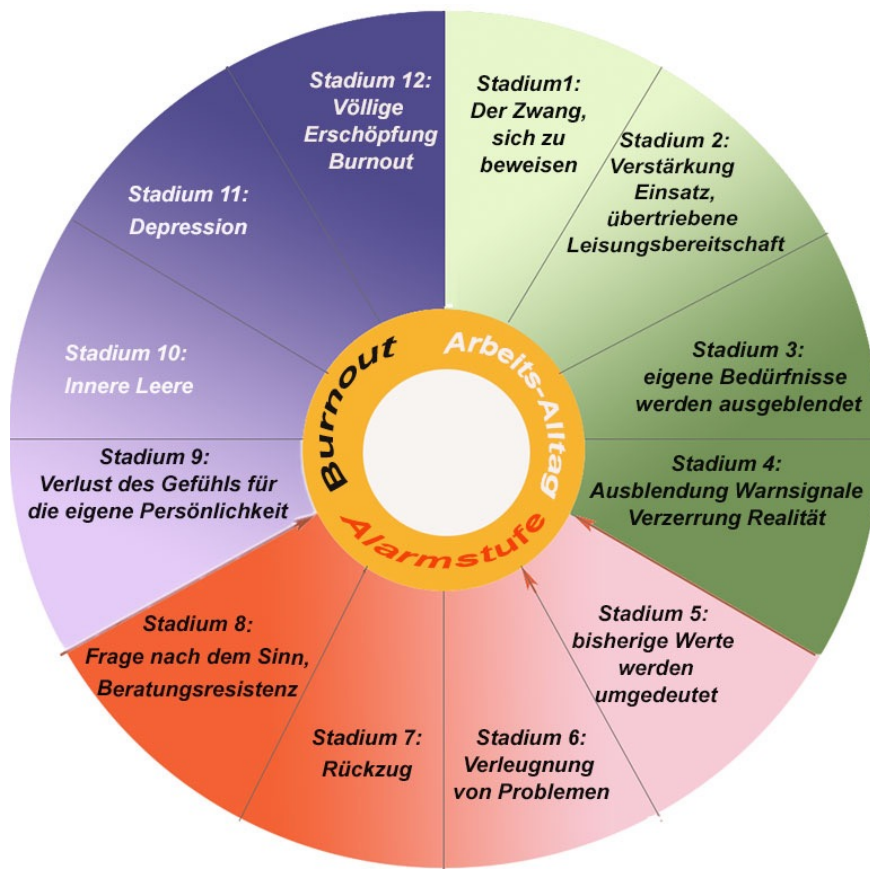 Stadium1:
Der Zwang,
sich zu
beweisen
Stadium 2:
Verstärkung
Einsatz,
übertriebene
Leisungsbereitschaft
Stadium 3:
eigene Bedürfnisse
werden ausgeblendet
Stadium 4:
Ausblendung Warnsignale
Verzerrung Realität
Stadium 5:
bisherige Werte
werden
umgedeutet
Stadium 6:
Verleugnung
von Problemen
Stadium 7:
Rückzug
Stadium 8:
Frage nach dem Sinn,
Beratungsresistenz
Stadium 9:
Verlust des Gefühls für
die eigene Persönlichkeit
Stadium 10:
Innere Leere
Stadium 11:
Depression
Stadium 12:
Völlige
Erschöpfung
Burnout
Arbeits-Alltag
Alarmstufe
Burnout